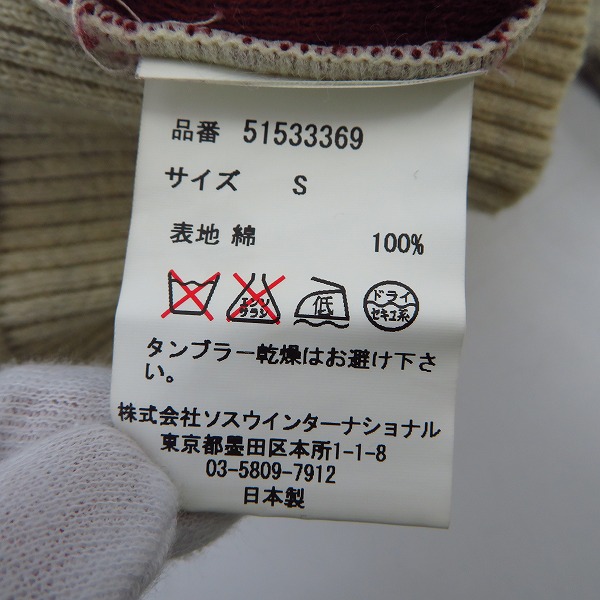 品番 51533369
サイズ S
表地 綿 100%
エンソ サラシ 低 ドライ セキユ系
タンブラー乾燥はお避け下さ
い。
株式会社ソスウインターナショナル
東京都墨田区本所1-1-8
03-5809-7912
日本製